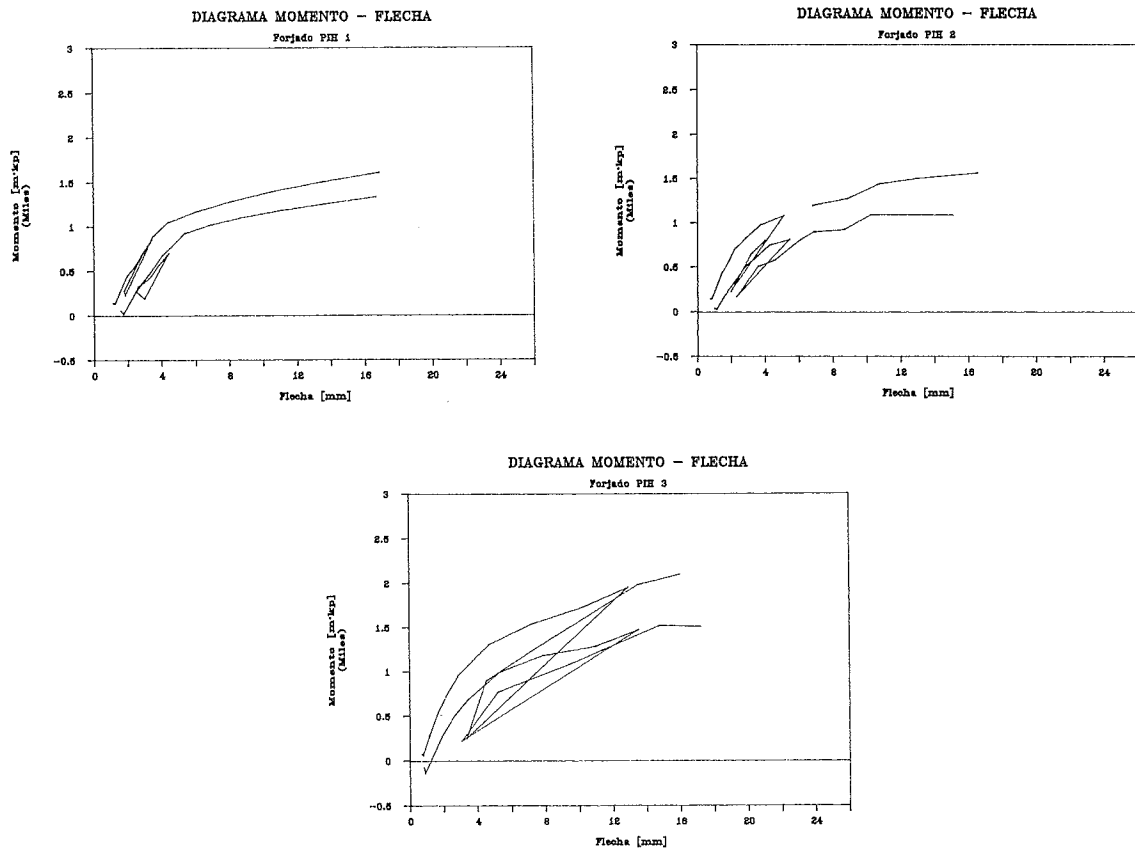 DIAGRAMA MOMENTO – FLECHA
Forjado PIH 1
3
2.5
2
1.5
1
0.5
0
-0.5
Momento [m*kp]
(Miles)
0 4 8 12 16 20 24
Flecha [mm]
DIAGRAMA MOMENTO – FLECHA
Forjado PIH 2
3
2.5
2
1.5
1
0.5
0
-0.5
Momento [m*kp]
(Miles)
0 4 8 12 16 20 24
Flecha [mm]
DIAGRAMA MOMENTO – FLECHA
Forjado PIH 3
3
2.5
2
1.5
1
0.5
0
-0.5
Momento [m*kp]
(Miles)
0 4 8 12 16 20 24
Flecha [mm]